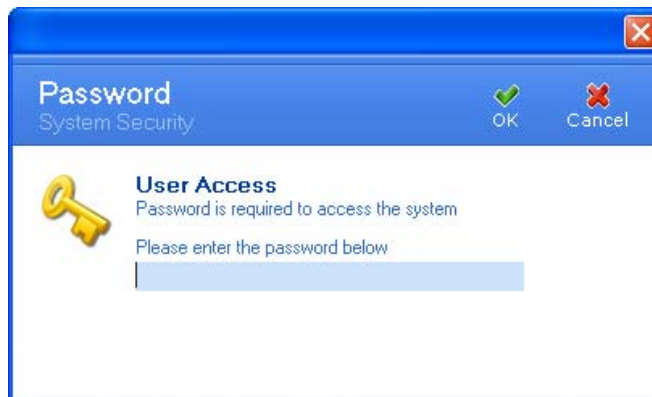 Password
System Security
OK
Cancel
User Access
Password is required to access the system
Please enter the password below